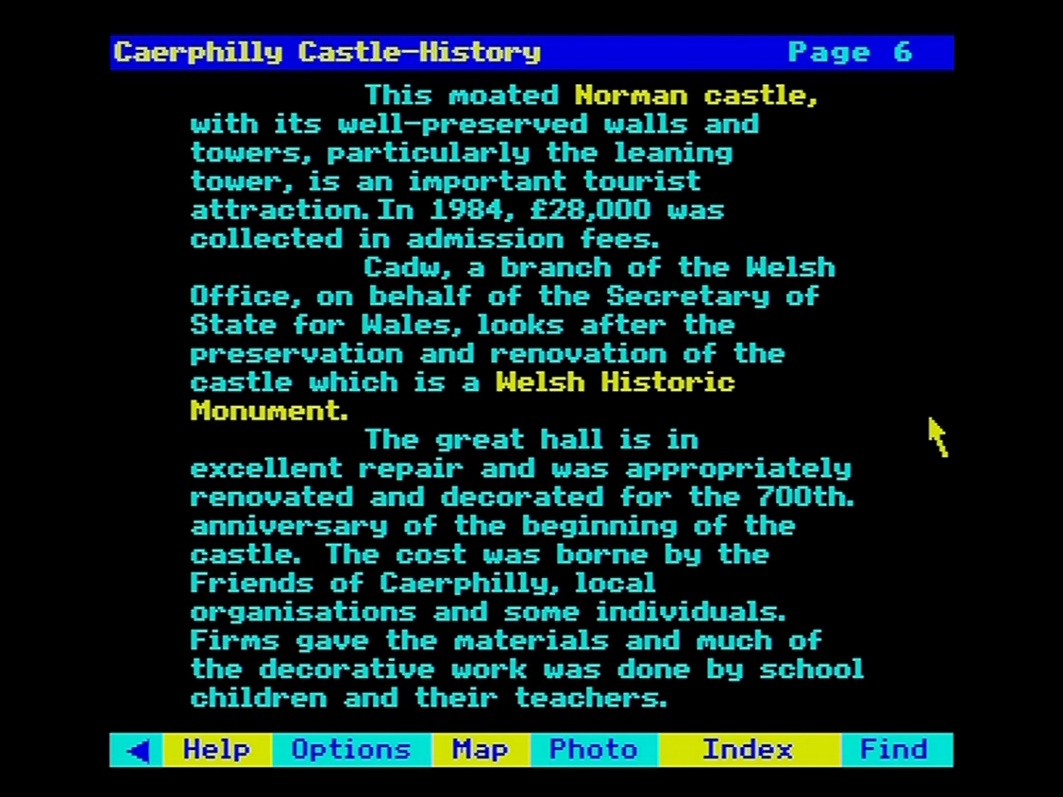 Caerphilly Castle-History Page 6
This moated Norman castle,
with its well-preserved walls and
towers, particularly the leaning
tower, is an important tourist
attraction. In 1984, £28,000 was
collected in admission fees.
Cadw, a branch of the Welsh
Office, on behalf of the Secretary of
State for Wales, looks after the
preservation and renovation of the
castle which is a Welsh Historic
Monument.
The great hall is in
excellent repair and was appropriately
renovated and decorated for the 700th.
anniversary of the beginning of the
castle. The cost was borne by the
Friends of Caerphilly, local
organisations and some individuals.
Firms gave the materials and much of
the decorative work was done by school
children and their teachers.
Help Options Map Photo Index Find